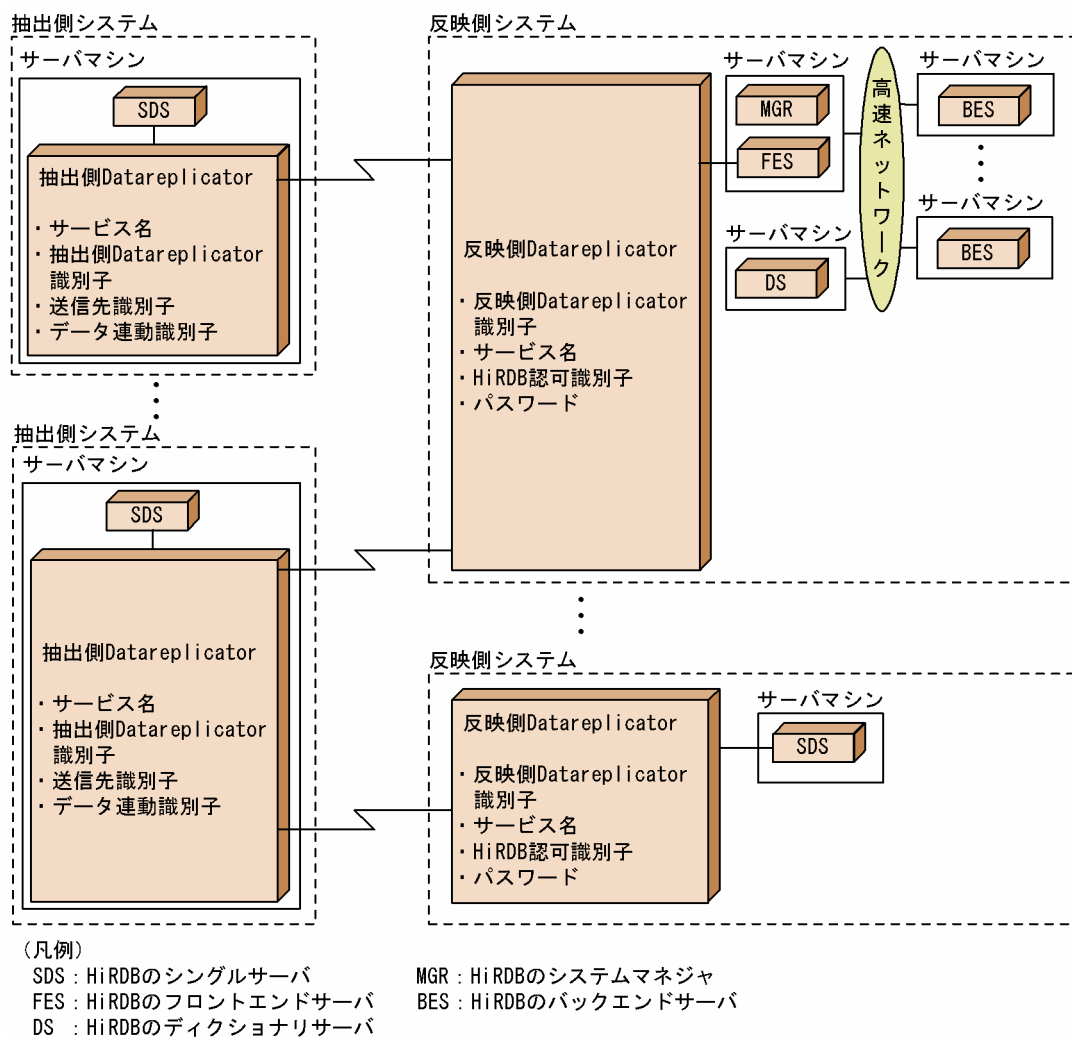 抽出側システム
サーバマシン
SDS
抽出側Datareplicator
・サービス名
・抽出側Datareplicator
識別子
・送信先識別子
・データ連動識別子
抽出側システム
サーバマシン
SDS
抽出側Datareplicator
・サービス名
・抽出側Datareplicator
識別子
・送信先識別子
・データ連動識別子
反映側システム
反映側Datareplicator
・反映側Datareplicator
識別子
・サービス名
・HiRDB認可識別子
・パスワード
サーバマシン
MGR
FES
サーバマシン
DS
高速ネットワーク
サーバマシン
BES
サーバマシン
BES
反映側システム
反映側Datareplicator
・反映側Datareplicator
識別子
・サービス名
・HiRDB認可識別子
・パスワード
サーバマシン
SDS
（凡例）
SDS：HiRDBのシングルサーバ MGR：HiRDBのシステムマネジャ
FES：HiRDBのフロントエンドサーバ BES：HiRDBのバックエンドサーバ
DS ：HiRDBのディクショナリサーバ